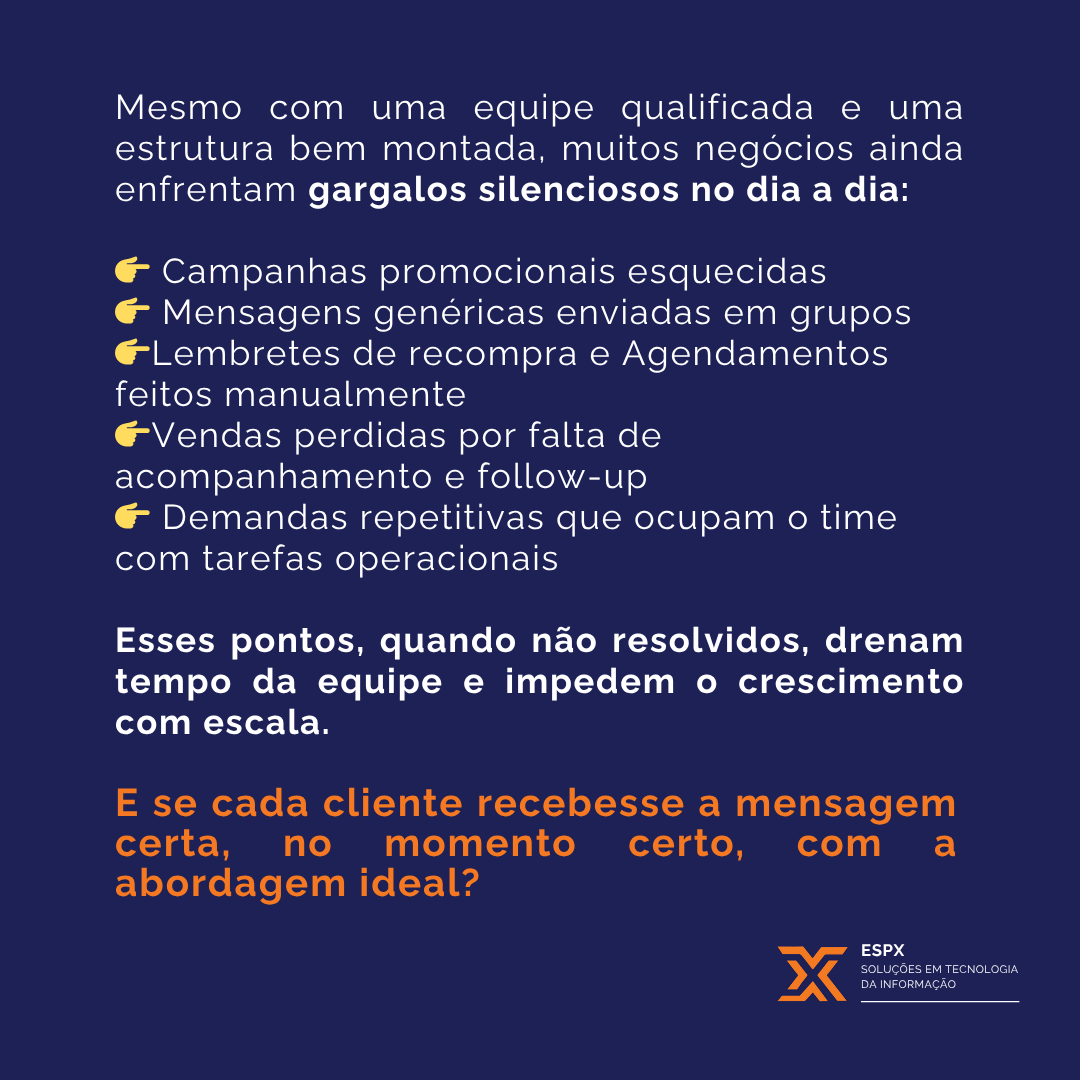 Mesmo com uma equipe qualificada e uma
estrutura bem montada, muitos negócios ainda
enfrentam gargalos silenciosos no dia a dia:
👉 Campanhas promocionais esquecidas
👉 Mensagens genéricas enviadas em grupos
👉Lembretes de recompra e Agendamentos
feitos manualmente
👉Vendas perdidas por falta de
acompanhamento e follow-up
👉 Demandas repetitivas que ocupam o time
com tarefas operacionais
Esses pontos, quando não resolvidos, drenam
tempo da equipe e impedem o crescimento
com escala.
E se cada cliente recebesse a mensagem
certa, no momento certo, com a
abordagem ideal?
ESPX
SOLUÇÕES EM TECNOLOGIA
DA INFORMAÇÃO